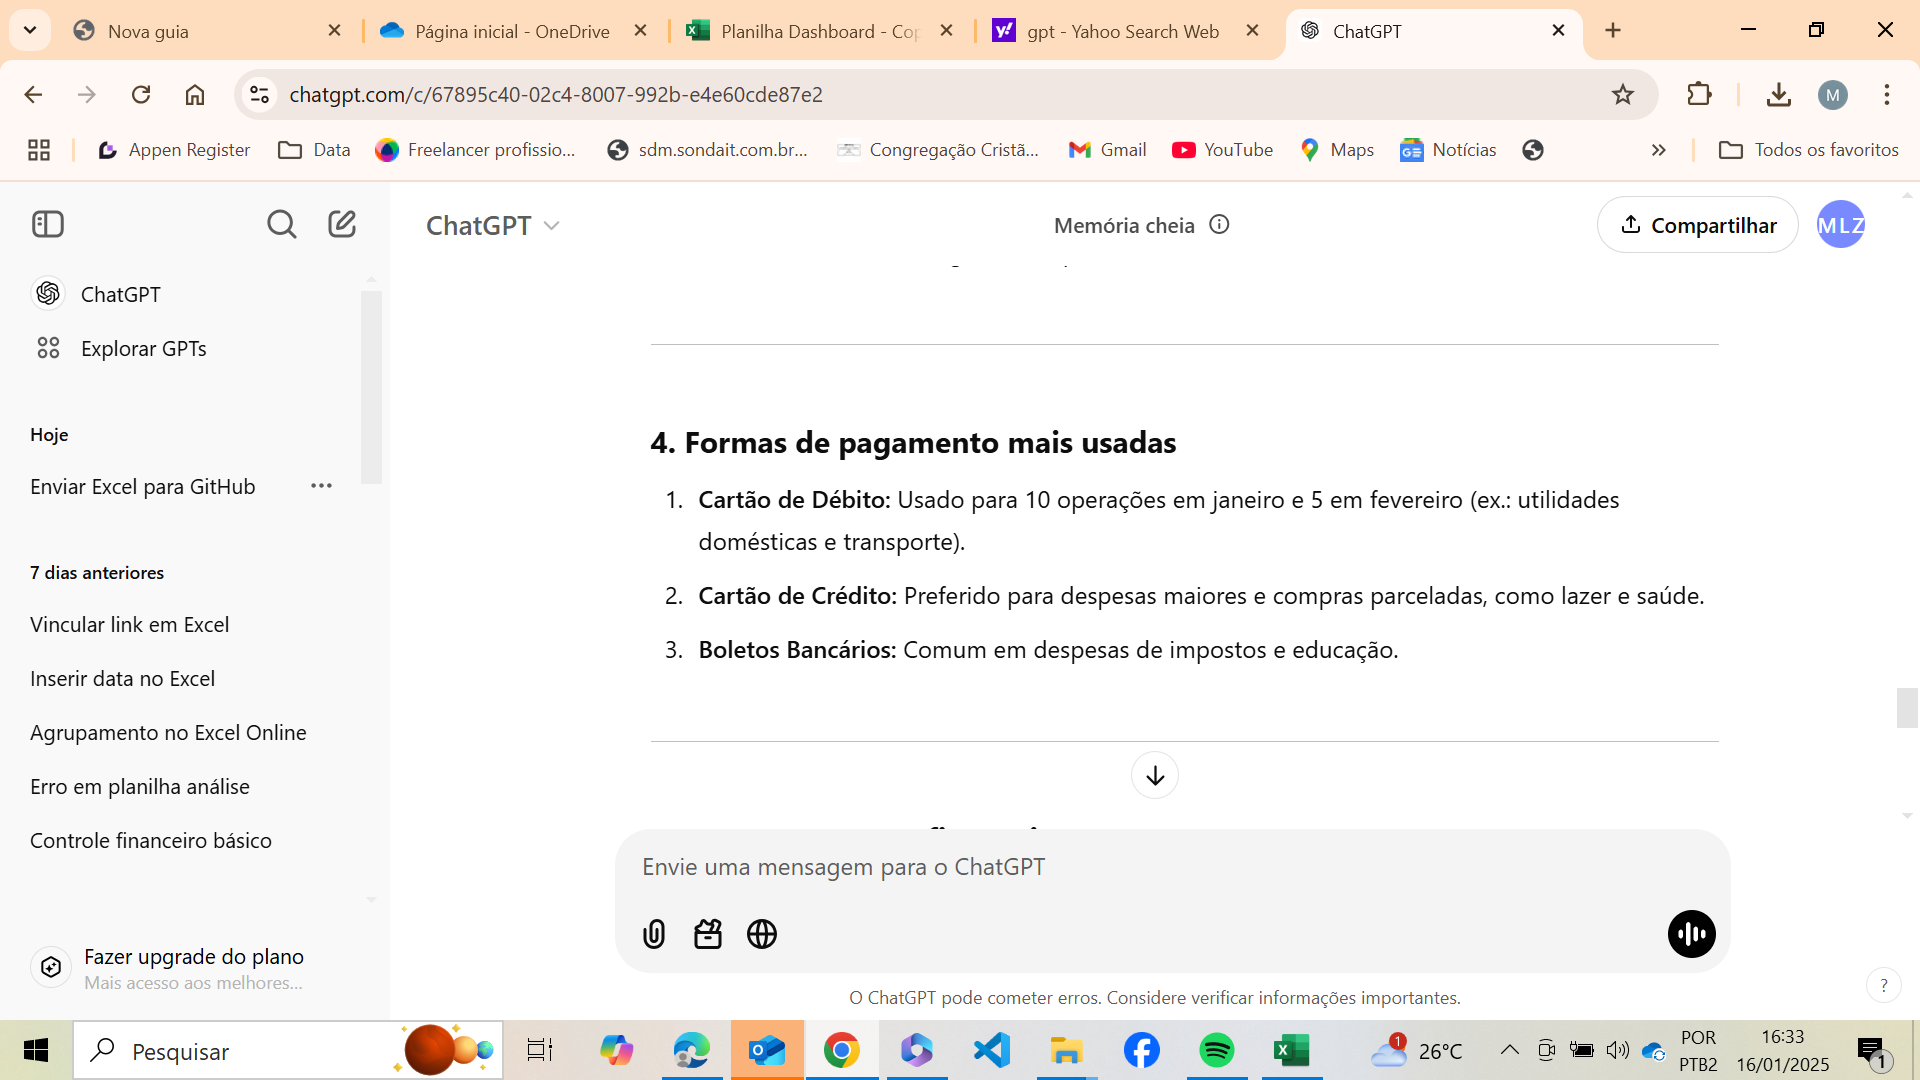 Nova guia
Página inicial - OneDrive
Planilha Dashboard - Cop
gpt - Yahoo Search Web
ChatGPT
chatgpt.com/c/67895c40-02c4-8007-992b-e4e60cde87e2
M
Appen Register
Data
Freelancer profissio...
sdm.sondait.com.br...
Congregação Cristã...
Gmail
YouTube
Maps
Notícias
Todos os favoritos
ChatGPT
Memória cheia
Compartilhar
MLZ
ChatGPT
Explorar GPTs
Hoje
Enviar Excel para GitHub
7 dias anteriores
Vincular link em Excel
Inserir data no Excel
Agrupamento no Excel Online
Erro em planilha análise
Controle financeiro básico
Fazer upgrade do plano
Mais acesso aos melhores...
4. Formas de pagamento mais usadas
1. Cartão de Débito: Usado para 10 operações em janeiro e 5 em fevereiro (ex.: utilidades
domésticas e transporte).
2. Cartão de Crédito: Preferido para despesas maiores e compras parceladas, como lazer e saúde.
3. Boletos Bancários: Comum em despesas de impostos e educação.
Envie uma mensagem para o ChatGPT
O ChatGPT pode cometer erros. Considere verificar informações importantes.
?
Pesquisar
1
26°C
POR
PTB2
16:33
16/01/2025
1